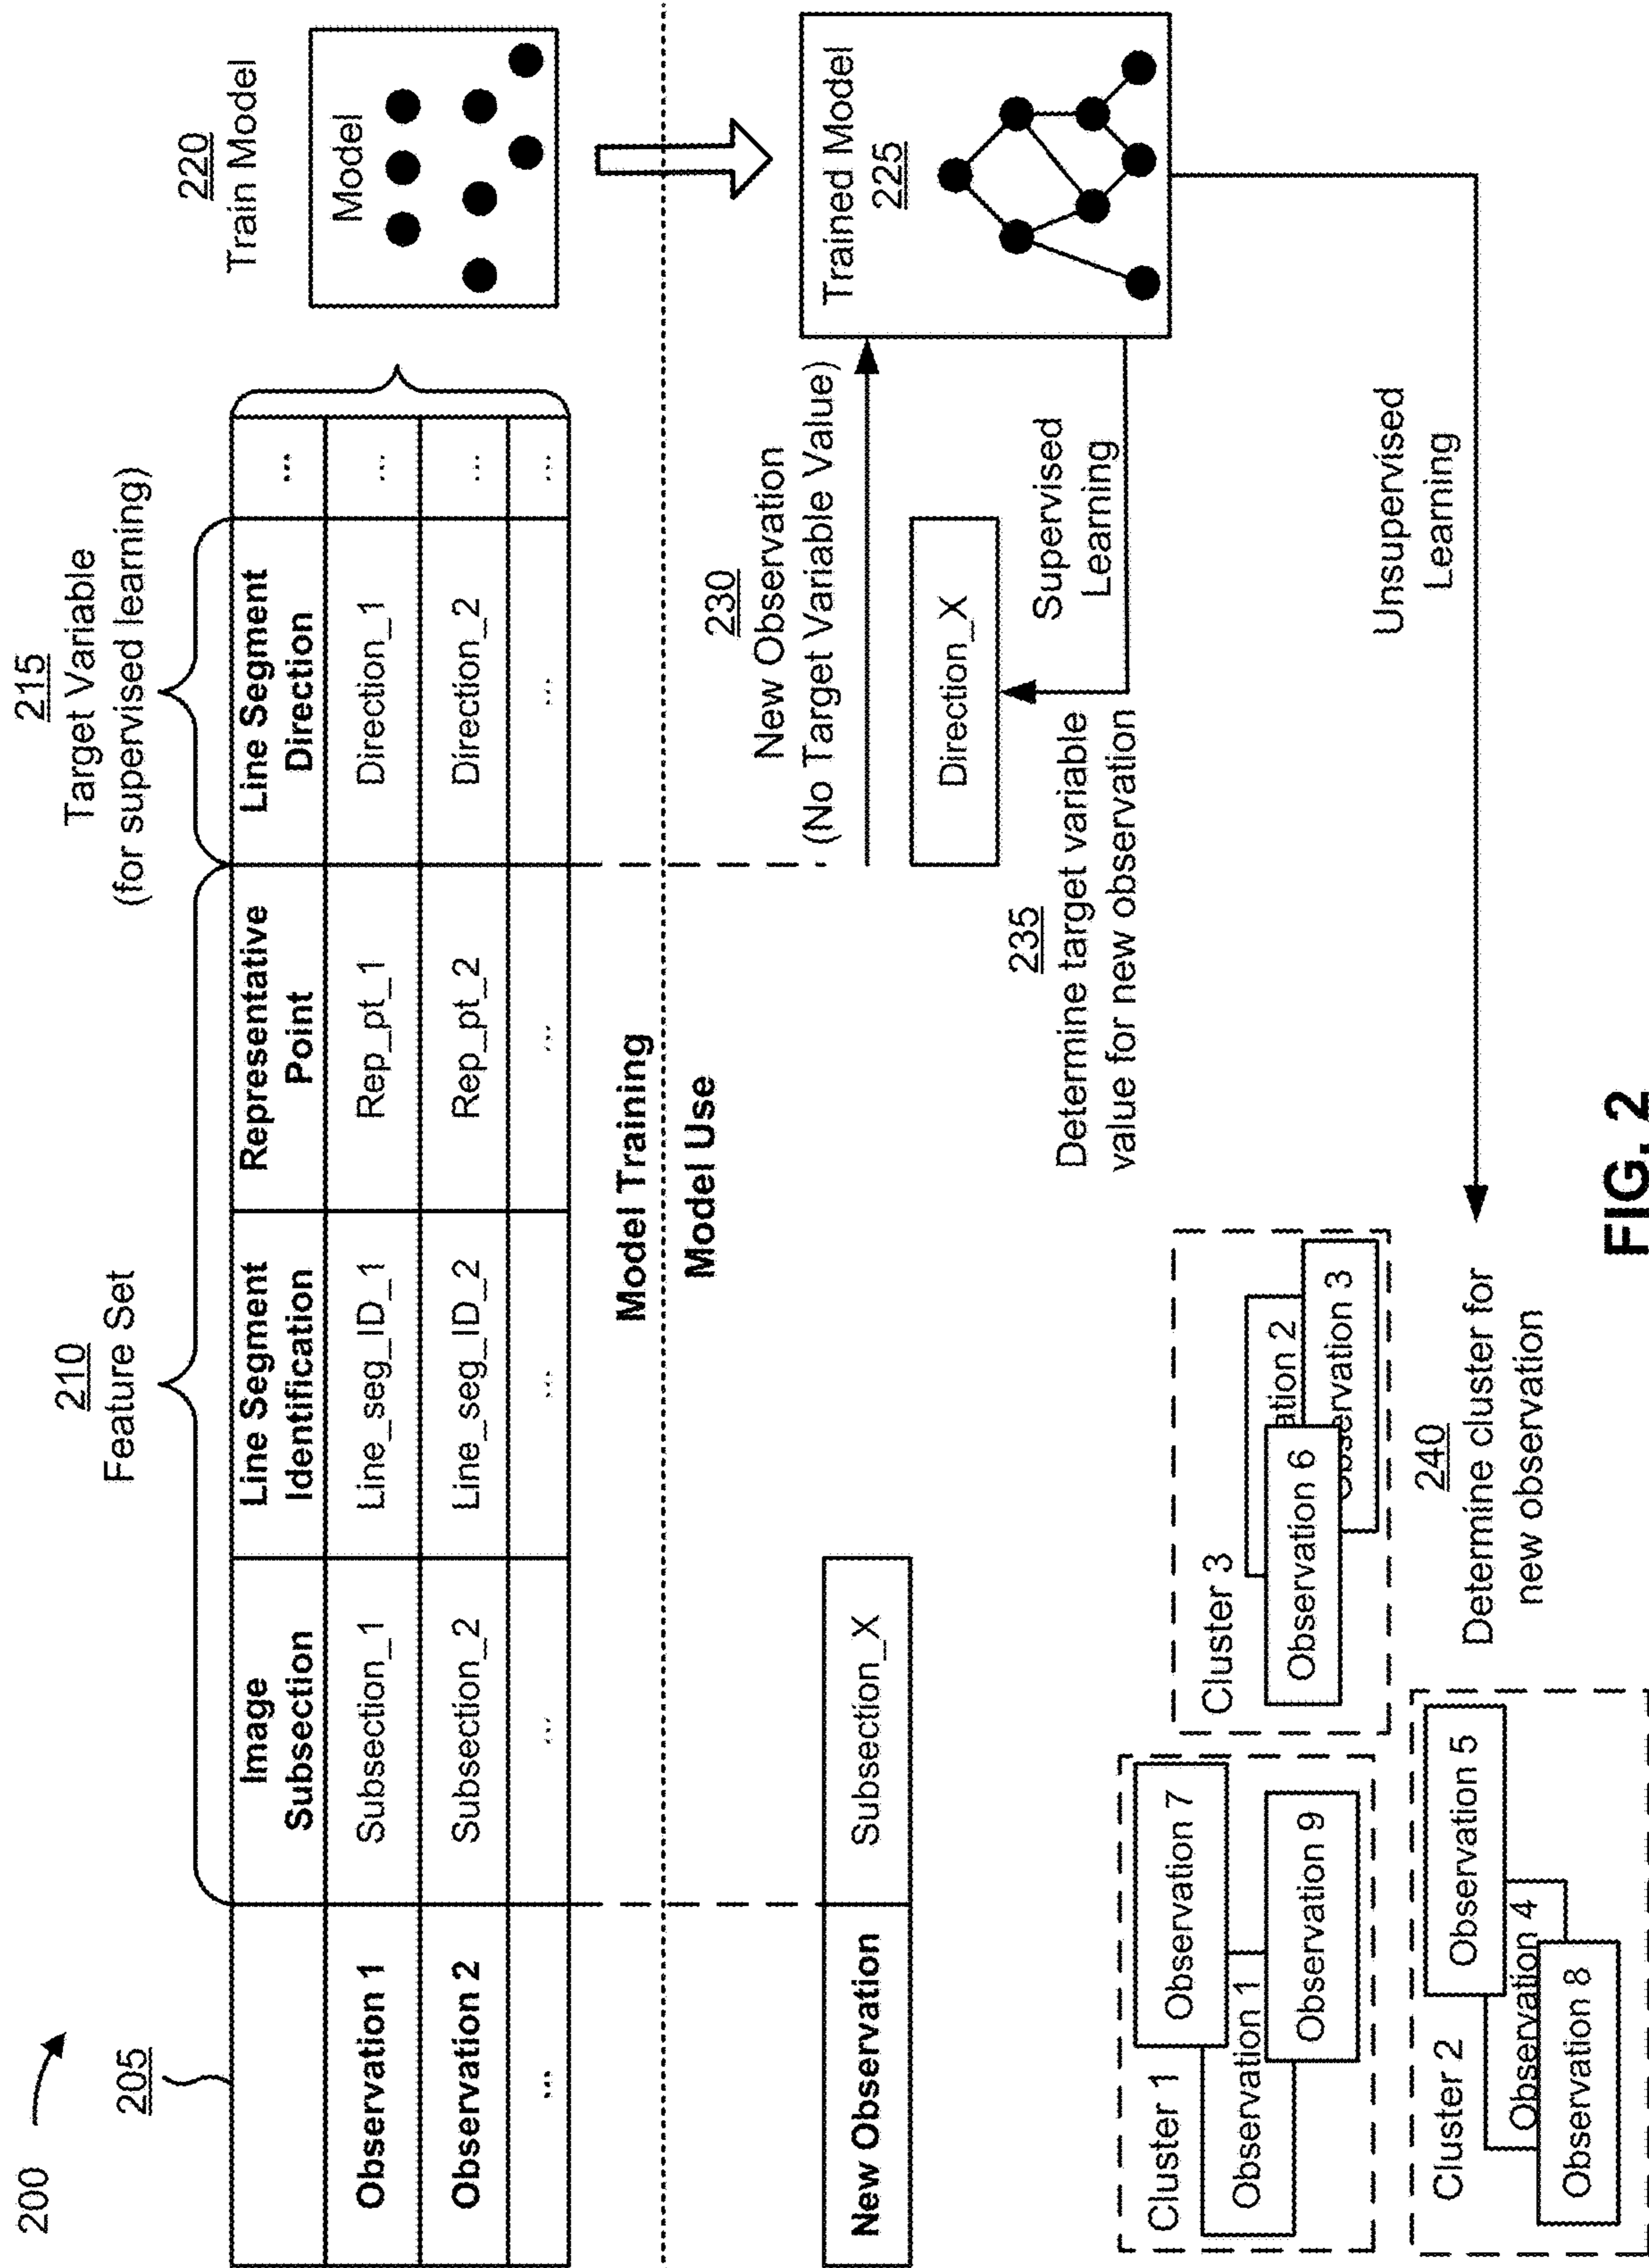 200
205
210
Feature Set
215
Target Variable
(for supervised learning)
220
Train Model
Image
Subsection
Line Segment
Identification
Representative
Point
Line Segment
Direction
...
Observation 1
Subsection_1
Line_seg_ID_1
Rep_pt_1
Direction_1
...
Observation 2
Subsection_2
Line_seg_ID_2
Rep_pt_2
Direction_2
...
...
...
...
...
...
...
Model
Model Training
Model Use
New Observation
Subsection_X
230
New Observation
(No Target Variable Value)
Trained Model
225
Direction_X
Supervised
Learning
235
Determine target variable
value for new observation
Cluster 1
Observation 7
Observation 1
Observation 9
Cluster 3
ation 2
Observation 6
Observation 3
Cluster 2
Observation 5
Observation 4
Observation 8
240
Determine cluster for
new observation
Unsupervised
Learning
FIG. 2